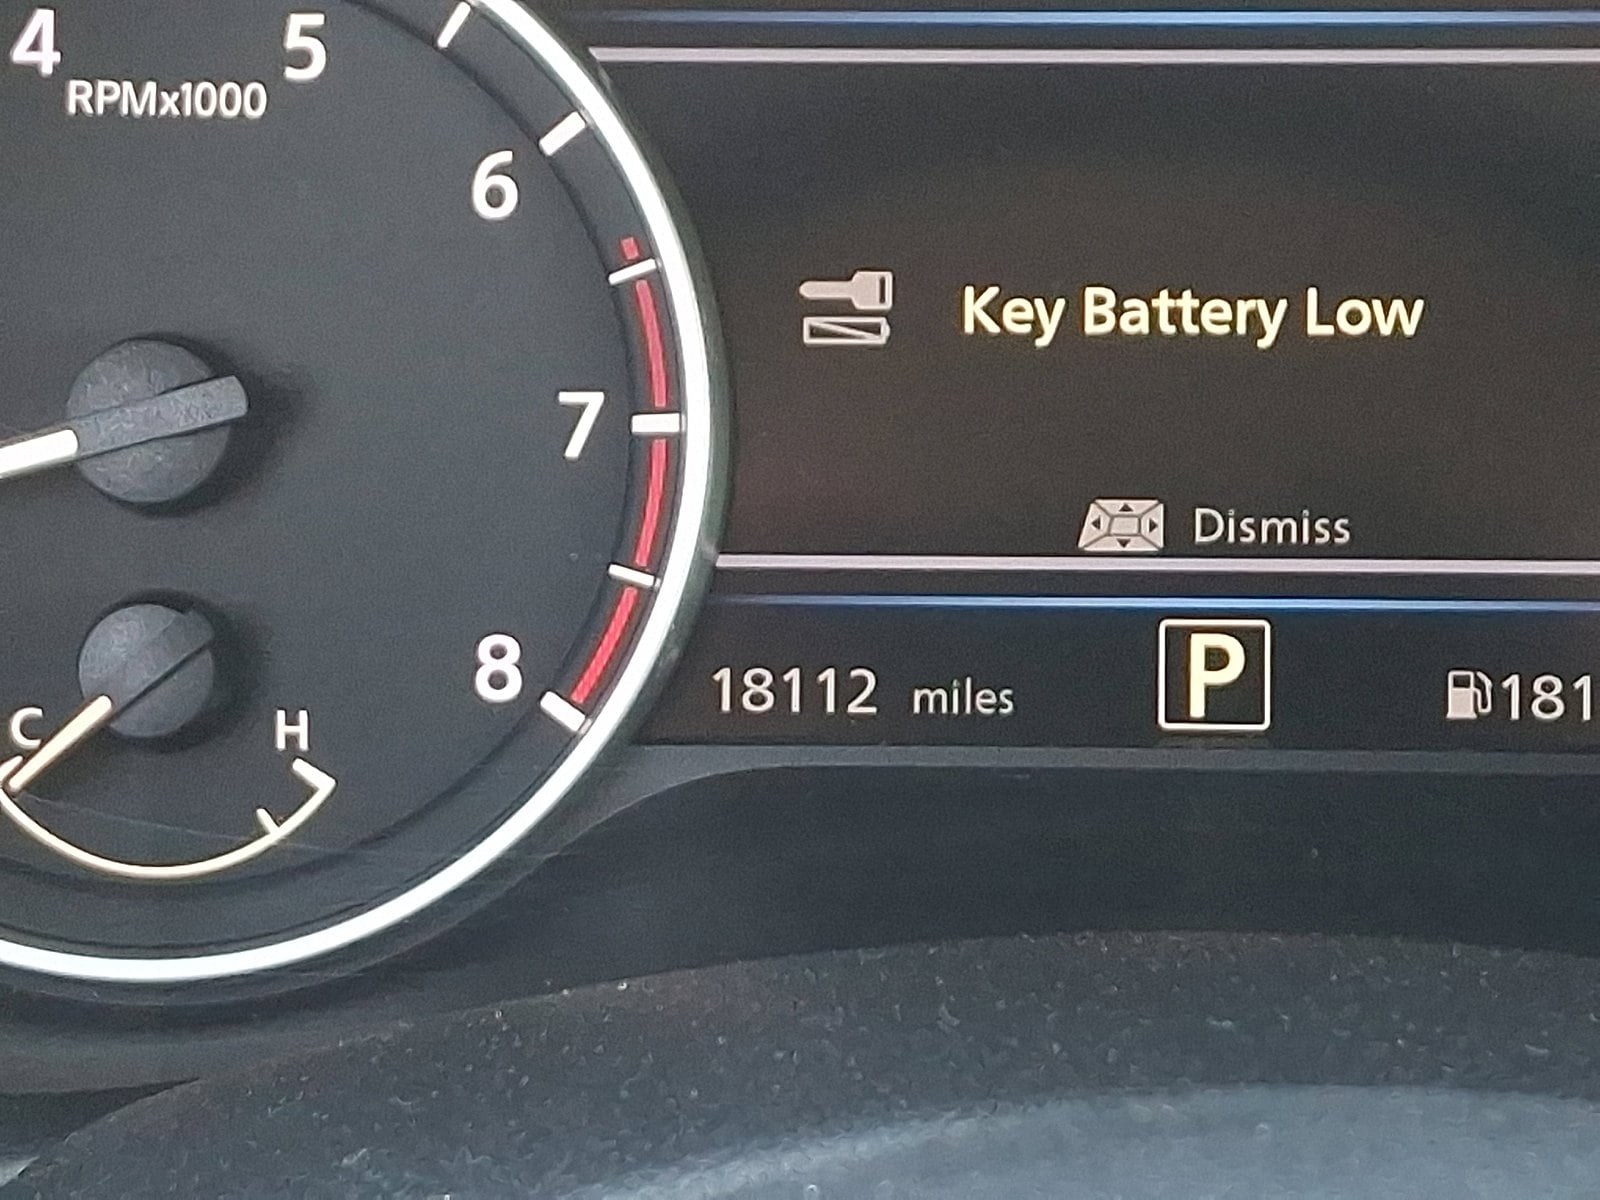 4 5
RPMx1000
6
7
8
C H
Key Battery Low
Dismiss
18112 miles
P
181